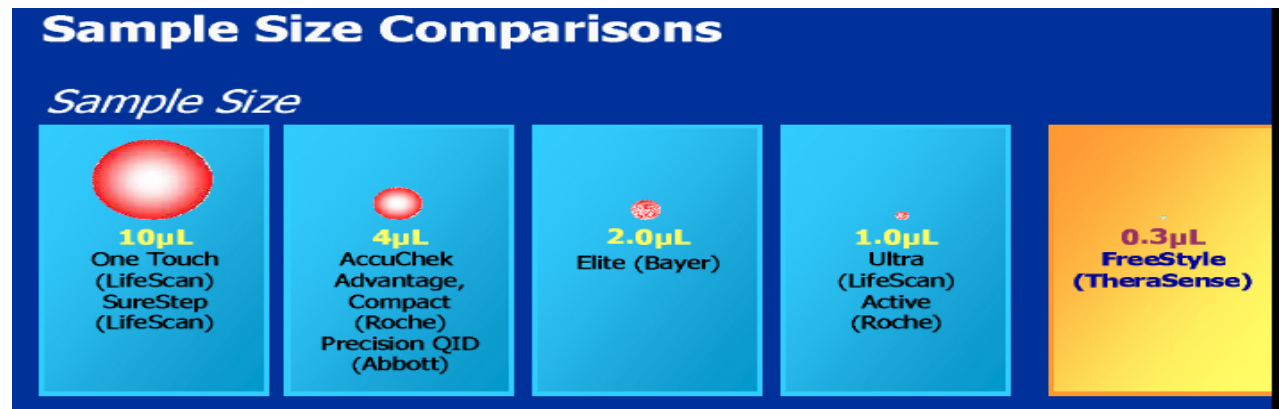 Sample Size Comparisons
Sample Size
10µL
One Touch
(LifeScan)
SureStep
(LifeScan)
4µL
AccuChek
Advantage,
Compact
(Roche)
Precision QID
(Abbott)
2.0µL
Elite (Bayer)
1.0µL
Ultra
(LifeScan)
Active
(Roche)
0.3µL
FreeStyle
(TheraSense)